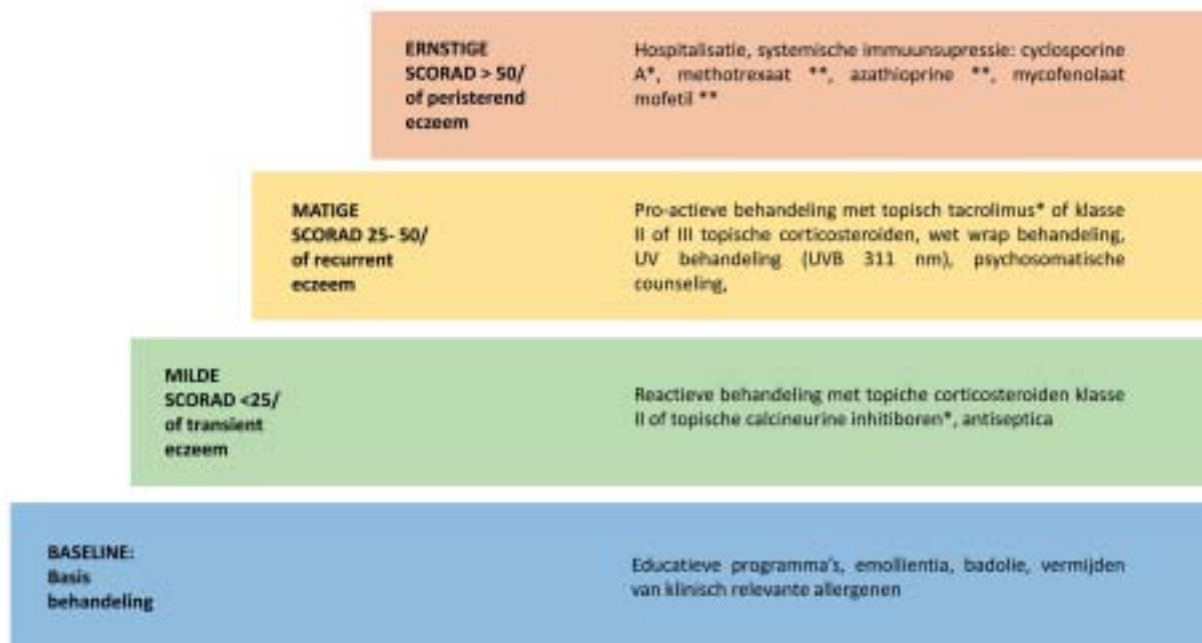 ERNSTIGE
SCORAD > 50/
of peristerend
eczeem
Hospitalisatie, systemische immuunsupressie: cyclosporine
A*, methotrexaat **, azathioprine **, mycofenolaat
mofetil **
MATIGE
SCORAD 25- 50/
of recurrent
eczeem
Pro-actieve behandeling met topisch tacrolimus* of klasse
II of III topische corticosteroiden, wet wrap behandeling,
UV behandeling (UVB 311 nm), psychosomatische
counseling,
MILDE
SCORAD <25/
of transient
eczeem
Reactieve behandeling met topiche corticosteroiden klasse
II of topische calcineurine inhitiboren*, antiseptica
BASELINE:
Basis
behandeling
Educatieve programma's, emollientia, badolie, vermijden
van klinisch relevante allergenen